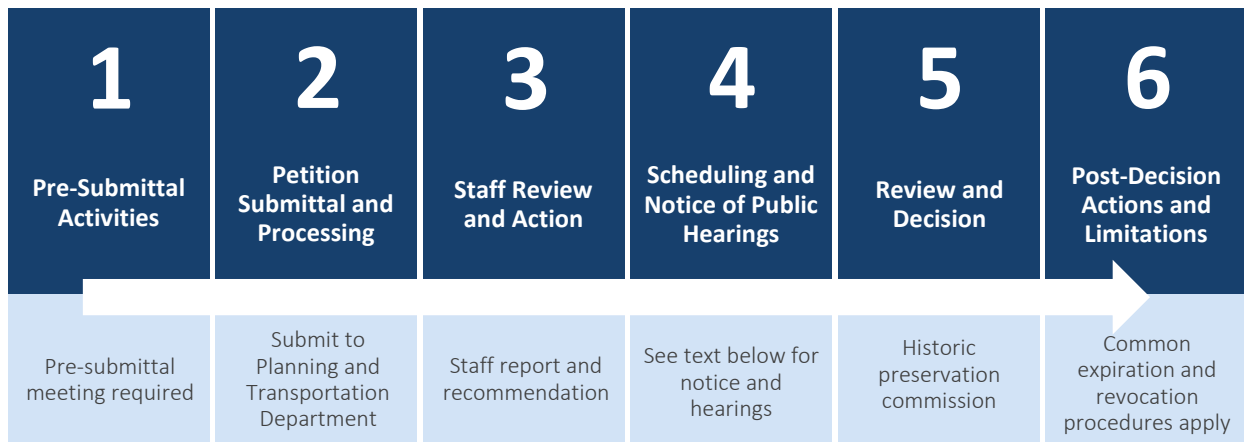 1
Pre-Submittal
Activities
Pre-submittal
meeting required
2
Petition
Submittal and
Processing
Submit to
Planning and
Transportation
Department
3
Staff Review
and Action
Staff report and
recommendation
4
Scheduling and
Notice of Public
Hearings
See text below for
notice and
hearings
5
Review and
Decision
Historic
preservation
commission
6
Post-Decision
Actions and
Limitations
Common
expiration and
revocation
procedures apply